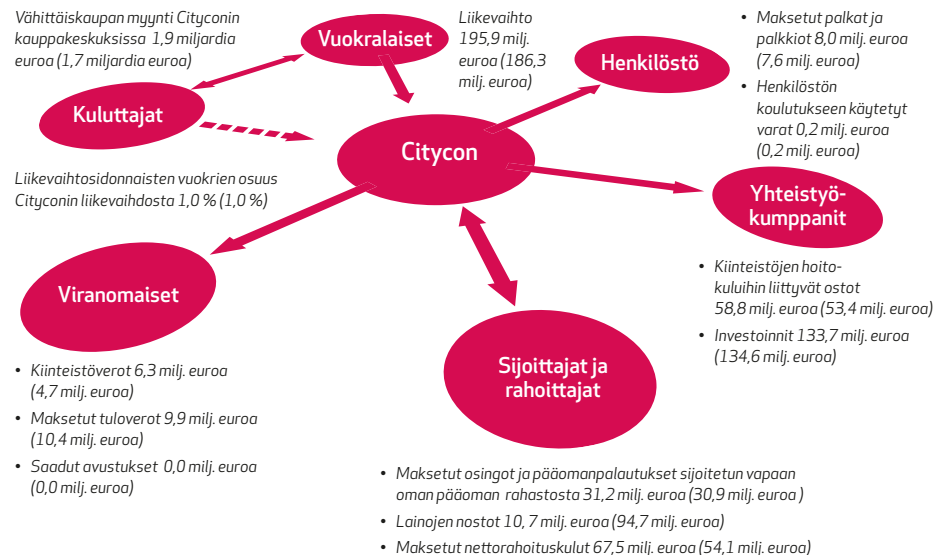 Vähittäiskaupan myynti Cityconin
kauppakeskuksissa 1,9 miljardia
euroa (1,7 miljardia euroa)
Vuokralaiset
Liikevaihto
195,9 milj.
euroa (186,3
milj. euroa)
Henkilöstö
• Maksetut palkat ja
palkkiot 8,0 milj. euroa
(7,6 milj. euroa)
• Henkilöstön
koulutukseen käytetyt
varat 0,2 milj. euroa
(0,2 milj. euroa)
Kuluttajat
Citycon
Liikevaihtosidonnaisten vuokrien osuus
Cityconin liikevaihdosta 1,0 % (1,0 %)
Yhteistyö-
kumppanit
• Kiinteistöjen hoito-
kuluihin liittyvät ostot
58,8 milj. euroa (53,4 milj. euroa)
• Investoinnit 133,7 milj. euroa
(134,6 milj. euroa)
Viranomaiset
• Kiinteistöverot 6,3 milj. euroa
(4,7 milj. euroa)
• Maksetut tuloverot 9,9 milj. euroa
(10,4 milj. euroa)
• Saadut avustukset 0,0 milj. euroa
(0,0 milj. euroa)
Sijoittajat ja
rahoittajat
• Maksetut osingot ja pääomanpalautukset sijoitetun vapaan
oman pääoman rahastosta 31,2 milj. euroa (30,9 milj. euroa )
• Lainojen nostot 10, 7 milj. euroa (94,7 milj. euroa)
• Maksetut nettorahoituskulut 67,5 milj. euroa (54,1 milj. euroa)